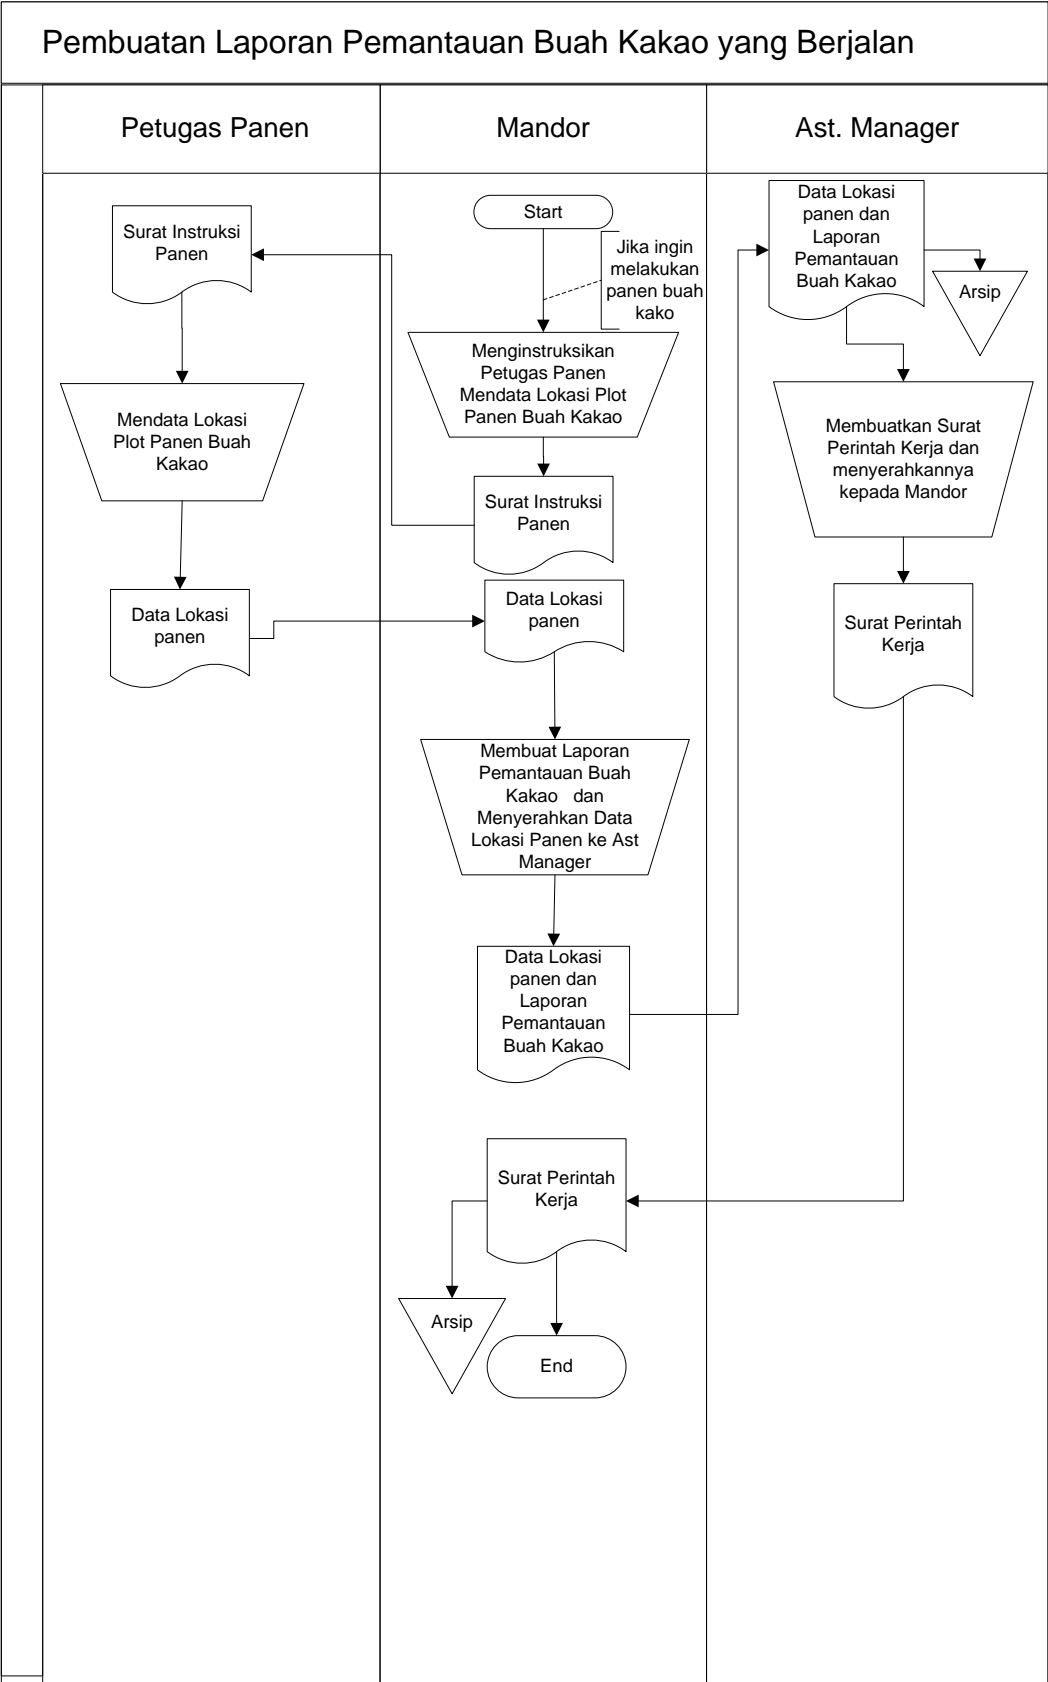 Pembuatan Laporan Pemantauan Buah Kakao yang Berjalan
Petugas Panen
Mandor
Ast. Manager
Surat Instruksi
Panen
Mendata Lokasi
Plot Panen Buah
Kakao
Data Lokasi
panen
Start
Jika ingin
melakukan
panen buah
kako
Menginstruksikan
Petugas Panen
Mendata Lokasi Plot
Panen Buah Kakao
Surat Instruksi
Panen
Data Lokasi
panen
Membuat Laporan
Pemantauan Buah
Kakao dan
Menyerahkan Data
Lokasi Panen ke Ast
Manager
Data Lokasi
panen dan
Laporan
Pemantauan
Buah Kakao
Surat Perintah
Kerja
Arsip
End
Data Lokasi
panen dan
Laporan
Pemantauan
Buah Kakao
Arsip
Membuatkan Surat
Perintah Kerja dan
menyerahkannya
kepada Mandor
Surat Perintah
Kerja